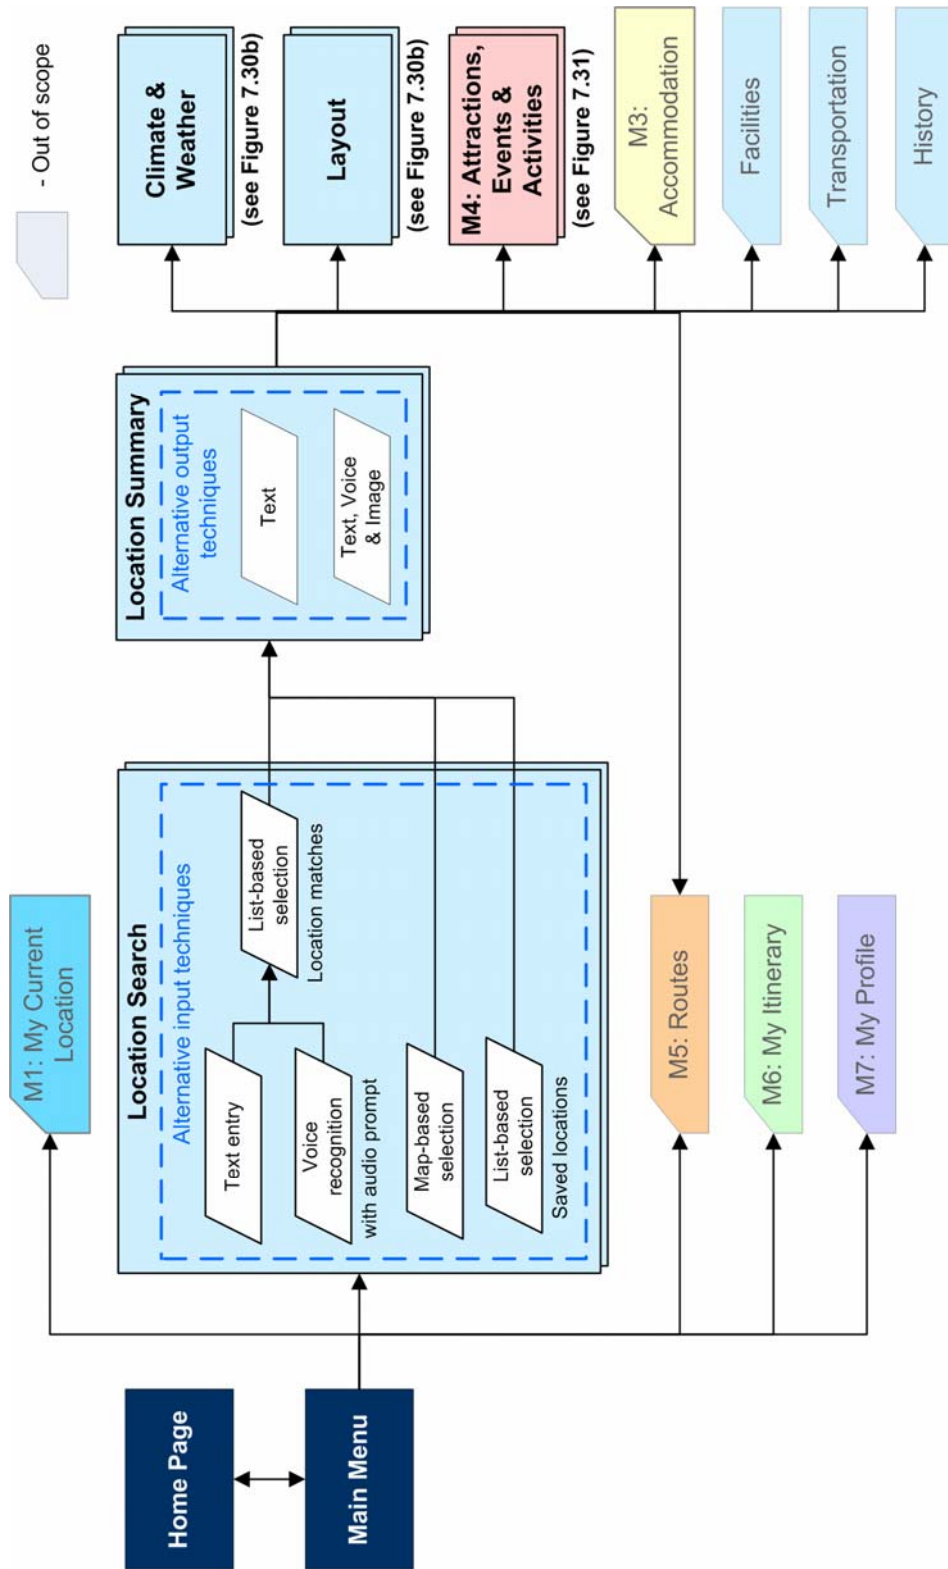 Home Page
Main Menu
M1: My Current
Location
Location Search
Alternative input techniques
Text entry
Voice
recognition
with audio prompt
List-based
selection
Location matches
Map-based
selection
List-based
selection
Saved locations
M5: Routes
M6: My Itinerary
M7: My Profile
Location Summary
Alternative output
techniques
Text
Text, Voice
& Image
- Out of scope
Climate &
Weather
(see Figure 7.30b)
Layout
(see Figure 7.30b)
M4: Attractions,
Events &
Activities
(see Figure 7.31)
M3:
Accommodation
Facilities
Transportation
History